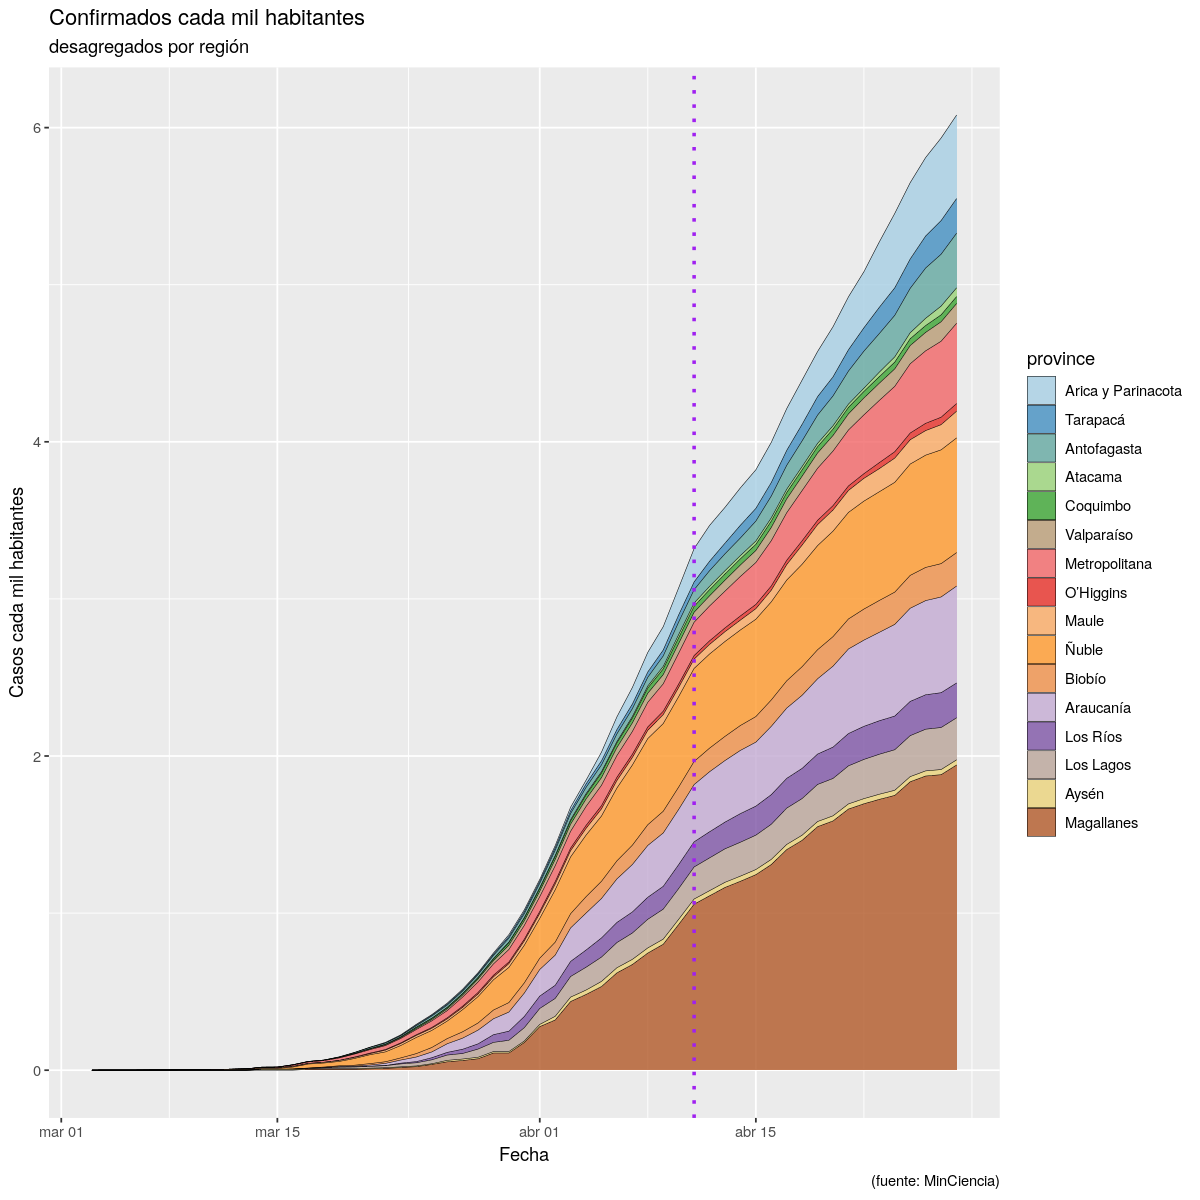 Confirmados cada mil habitantes
desagregados por región
Casos cada mil habitantes
6
4
2
0
mar 01
mar 15
abr 01
abr 15
Fecha
province
Arica y Parinacota
Tarapacá
Antofagasta
Atacama
Coquimbo
Valparaíso
Metropolitana
O’Higgins
Maule
Ñuble
Biobío
Araucanía
Los Ríos
Los Lagos
Aysén
Magallanes
(fuente: MinCiencia)